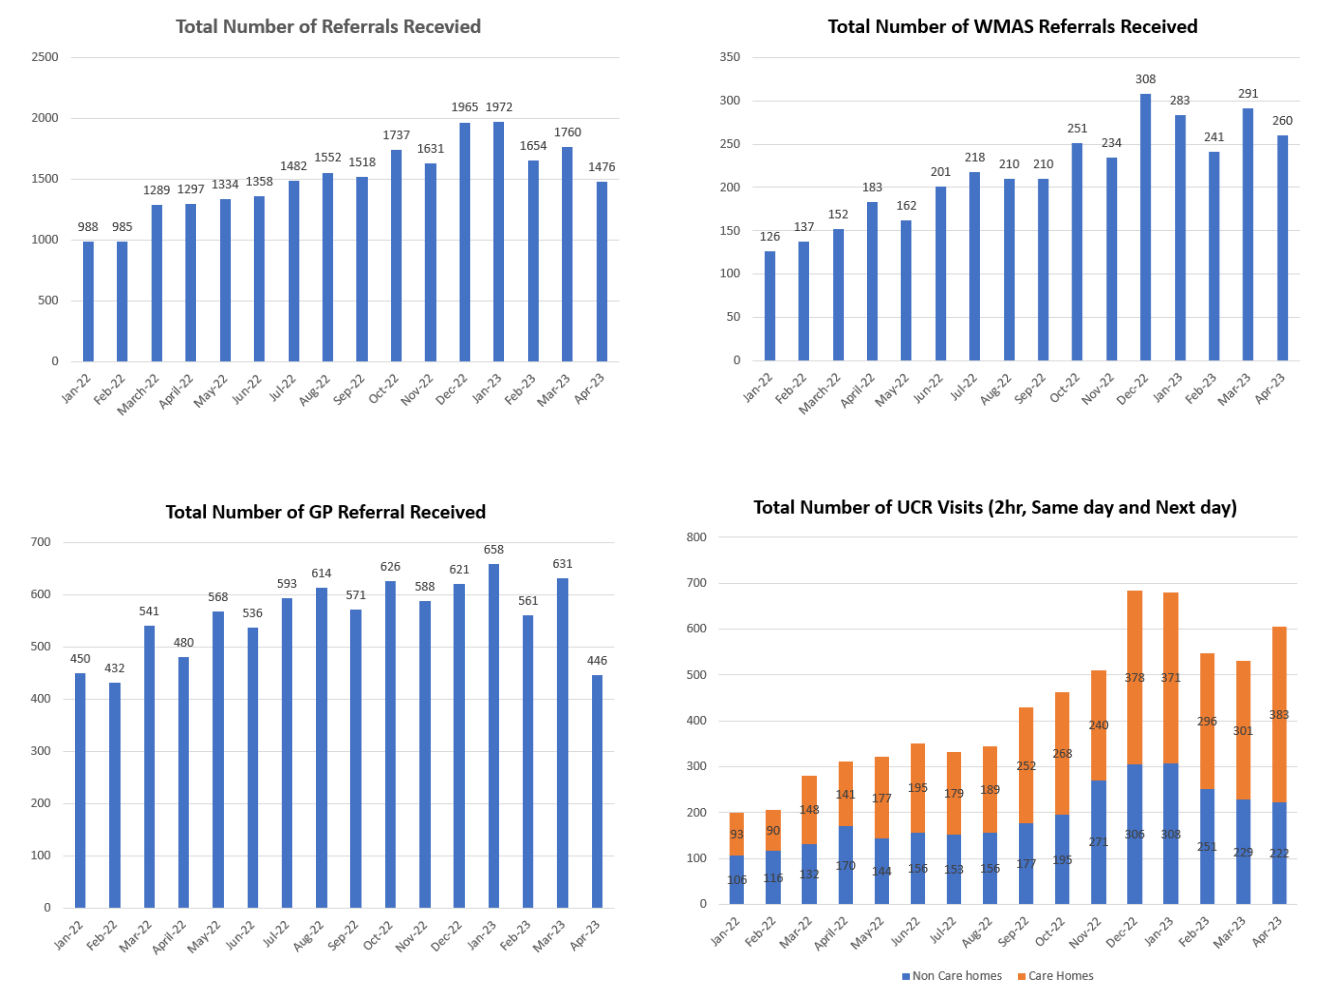 Total Number of Referrals Recevied
2500
2000
1500
1000
500
0
988
985
1289
1297
1334
1358
1482
1552
1518
1737
1631
1965
1972
1654
1760
1476
Jan-22
Feb-22
March-22
April-22
May-22
Jun-22
Jul-22
Aug-22
Sep-22
Oct-22
Nov-22
Dec-22
Jan-23
Feb-23
Mar-23
Apr-23
Total Number of WMAS Referrals Received
350
300
250
200
150
100
50
0
126
137
152
183
162
201
218
210
210
251
234
308
283
241
291
260
Jan-22
Feb-22
March-22
April-22
May-22
Jun-22
Jul-22
Aug-22
Sep-22
Oct-22
Nov-22
Dec-22
Jan-23
Feb-23
Mar-23
Apr-23
Total Number of GP Referral Received
700
600
500
400
300
200
100
0
450
432
541
480
568
536
593
614
571
626
588
621
658
561
631
446
Jan-22
Feb-22
Mar-22
April-22
May-22
Jun-22
Jul-22
Aug-22
Sep-22
Oct-22
Nov-22
Dec-22
Jan-23
Feb-23
Mar-23
Apr-23
Total Number of UCR Visits (2hr, Same day and Next day)
800
700
600
500
400
300
200
100
0
93
90
148
141
177
195
179
189
252
268
240
378
371
296
301
383
106
116
132
170
144
156
153
156
177
195
271
306
308
251
229
222
Jan-22
Feb-22
Mar-22
April-22
May-22
Jun-22
Jul-22
Aug-22
Sep-22
Oct-22
Nov-22
Dec-22
Jan-23
Feb-23
Mar-23
Apr-23
Non Care homes
Care Homes